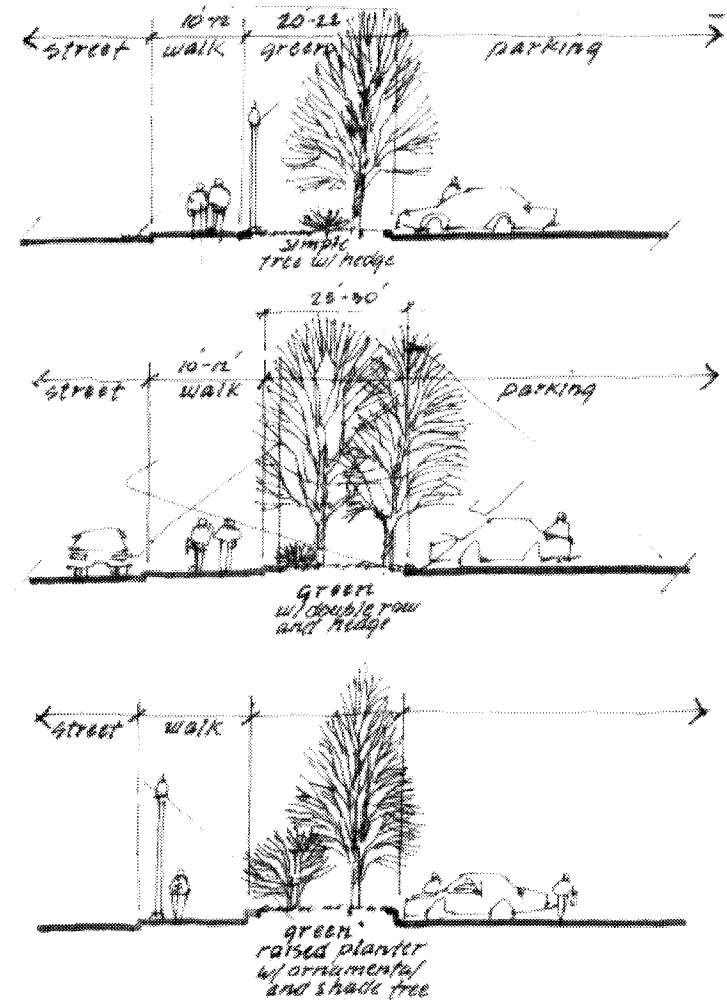 10'-12' 20'-22'
street walk green parking
simple
tree w/ hedge
25'-30'
10'-12'
street walk parking
green
w/ double row
and hedge
street walk
green
raised planter
w/ ornamental
and shade tree